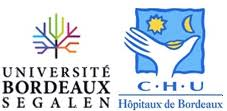 UNIVERSITÉ
BORDEAUX
SEGALEN
C·H·U
Hôpitaux de Bordeaux